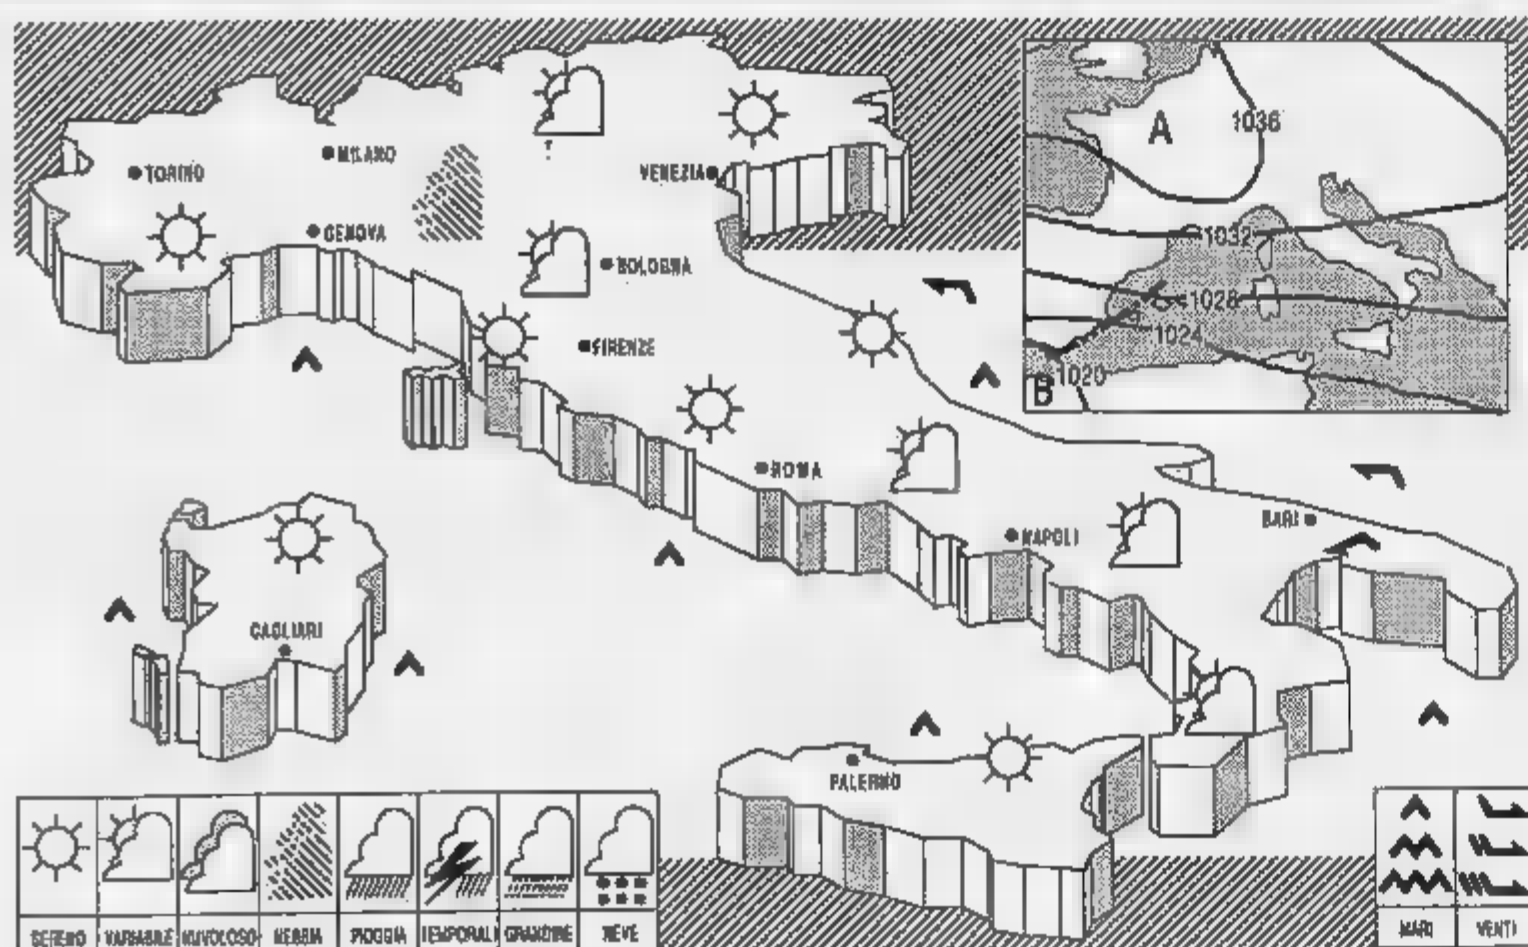 A
1036
TORINO
MILANO
VENEZIA
GENOVA
BOLOGNA
1032
1028
1024
1020
B
FIRENZE
ROMA
NAPOLI
BARI
CAGLIARI
PALERMO
SERENO VARIABILE NUVOLOSO NEBBIA PIOGGIA TEMPORALI GRANDINE NEVE
MARI VENTI